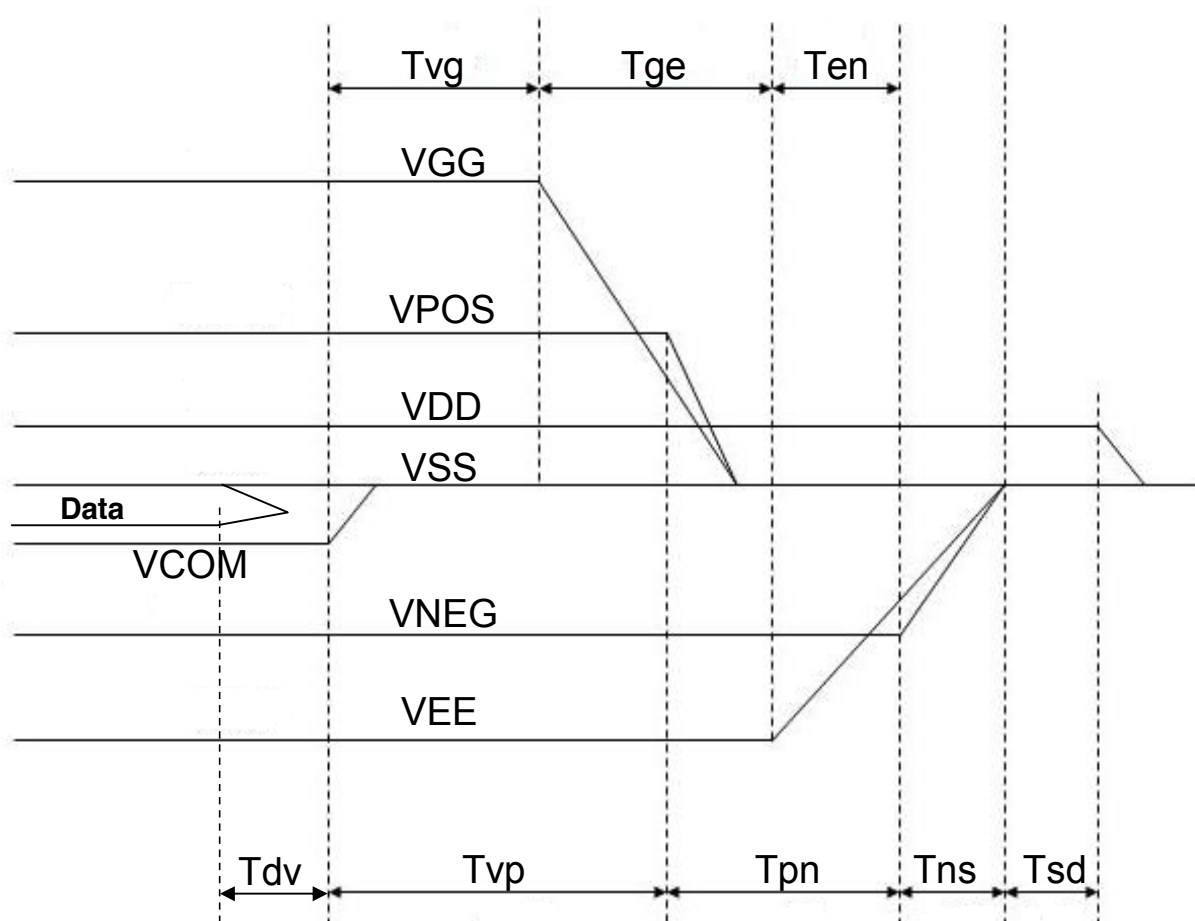 Tvg Tge Ten
VGG
VPOS
VDD
VSS
Data
VCOM
VNEG
VEE
Tdv Tvp Tpn Tns Tsd